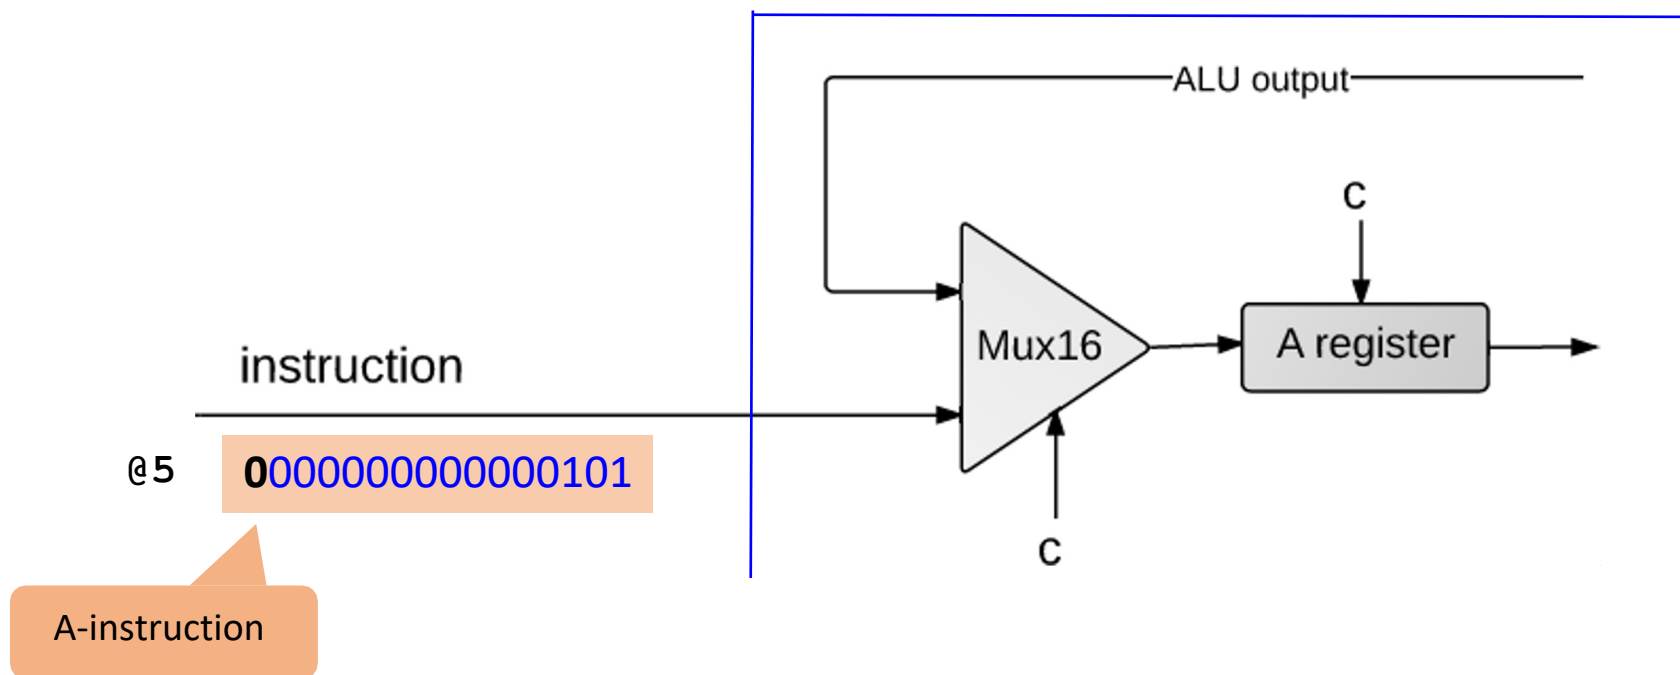 ALU output
c
Mux16
A register
instruction
@5 0000000000000101
c
A-instruction